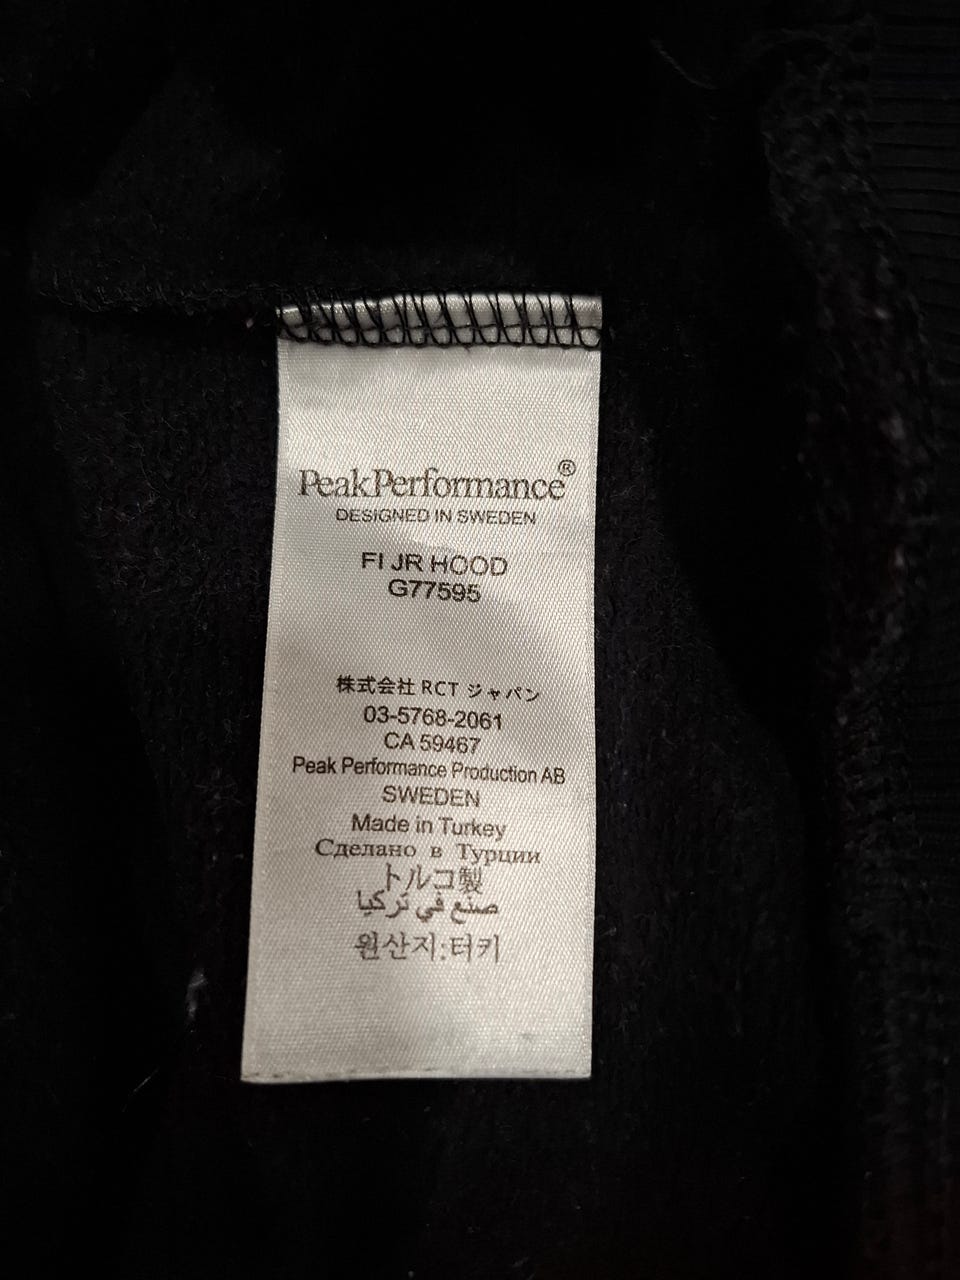 PeakPerformance®
DESIGNED IN SWEDEN
FI JR HOOD
G77595
株式会社 RCT ジャパン
03-5768-2061
CA 59467
Peak Performance Production AB
SWEDEN
Made in Turkey
Сделано в Турции
トルコ製
صنع في تركيا
원산지:터키